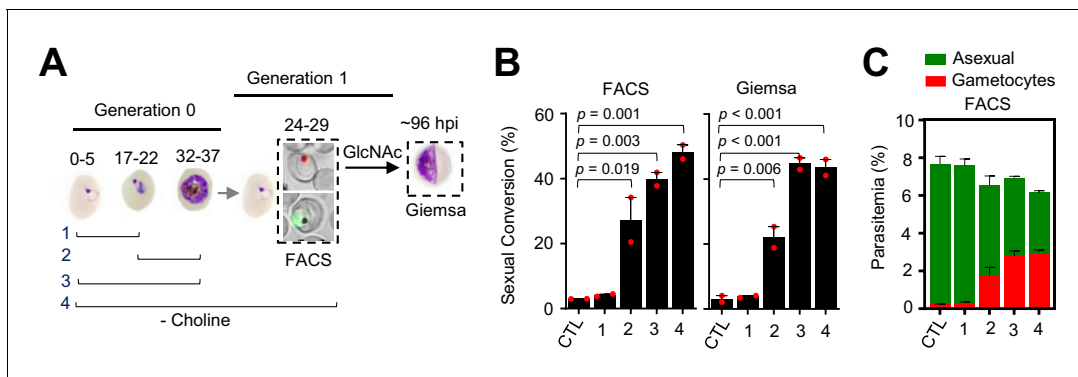 A
Generation 0
Generation 1
0-5
17-22
32-37
24-29
GlcNAc
~96 hpi
Giemsa
FACS
1
2
3
4
- Choline
B
FACS
Giemsa
p = 0.001
p = 0.003
p = 0.019
p < 0.001
p < 0.001
p = 0.006
Sexual Conversion (%)
60
40
20
0
CTL 1 2 3 4
CTL 1 2 3 4
C
Asexual
Gametocytes
FACS
Parasitemia (%)
10
8
6
4
2
0
CTL 1 2 3 4